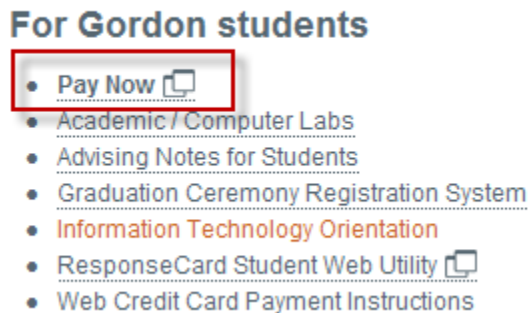 For Gordon students
Pay Now
Academic / Computer Labs
Advising Notes for Students
Graduation Ceremony Registration System
Information Technology Orientation
ResponseCard Student Web Utility
Web Credit Card Payment Instructions